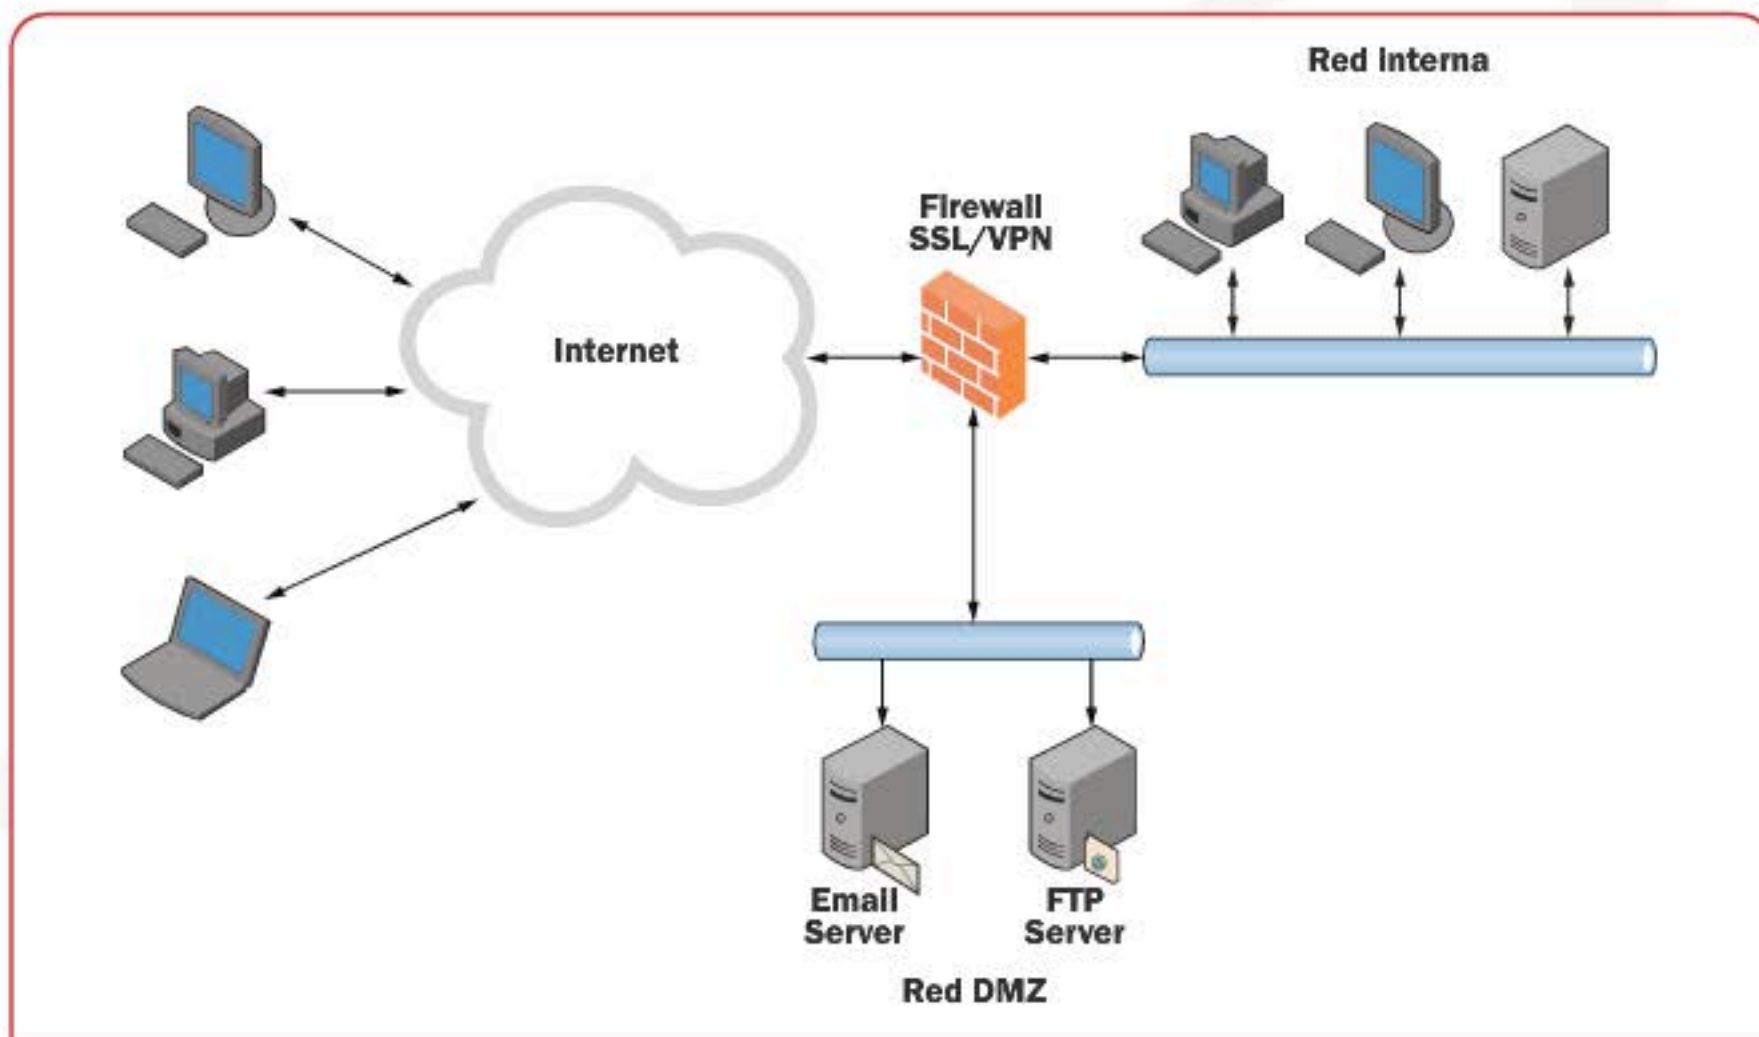 Red Interna
Firewall
SSL/VPN
Internet
Email
Server
FTP
Server
Red DMZ